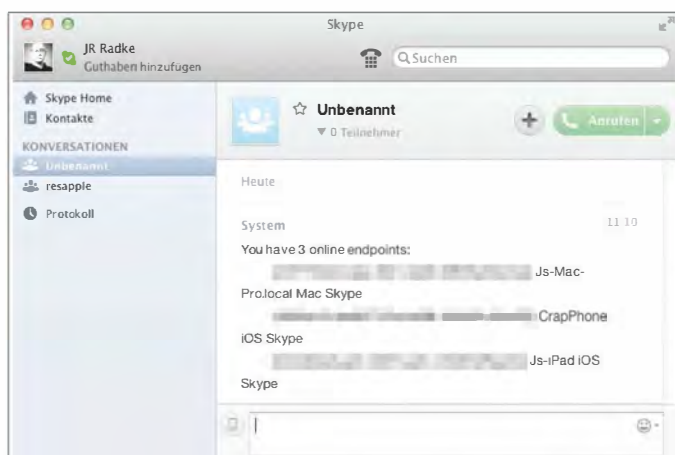 Skype
JR Radke
Guthaben hinzufügen
Suchen
Skype Home
Kontakte
KONVERSATIONEN
Unbenannt
resapple
Protokoll
Unbenannt
0 Teilnehmer
Anrufen
Heute
System
11:10
You have 3 online endpoints:
Js-Mac-
Pro.local Mac Skype
CrapPhone
iOS Skype
Js-iPad iOS
Skype